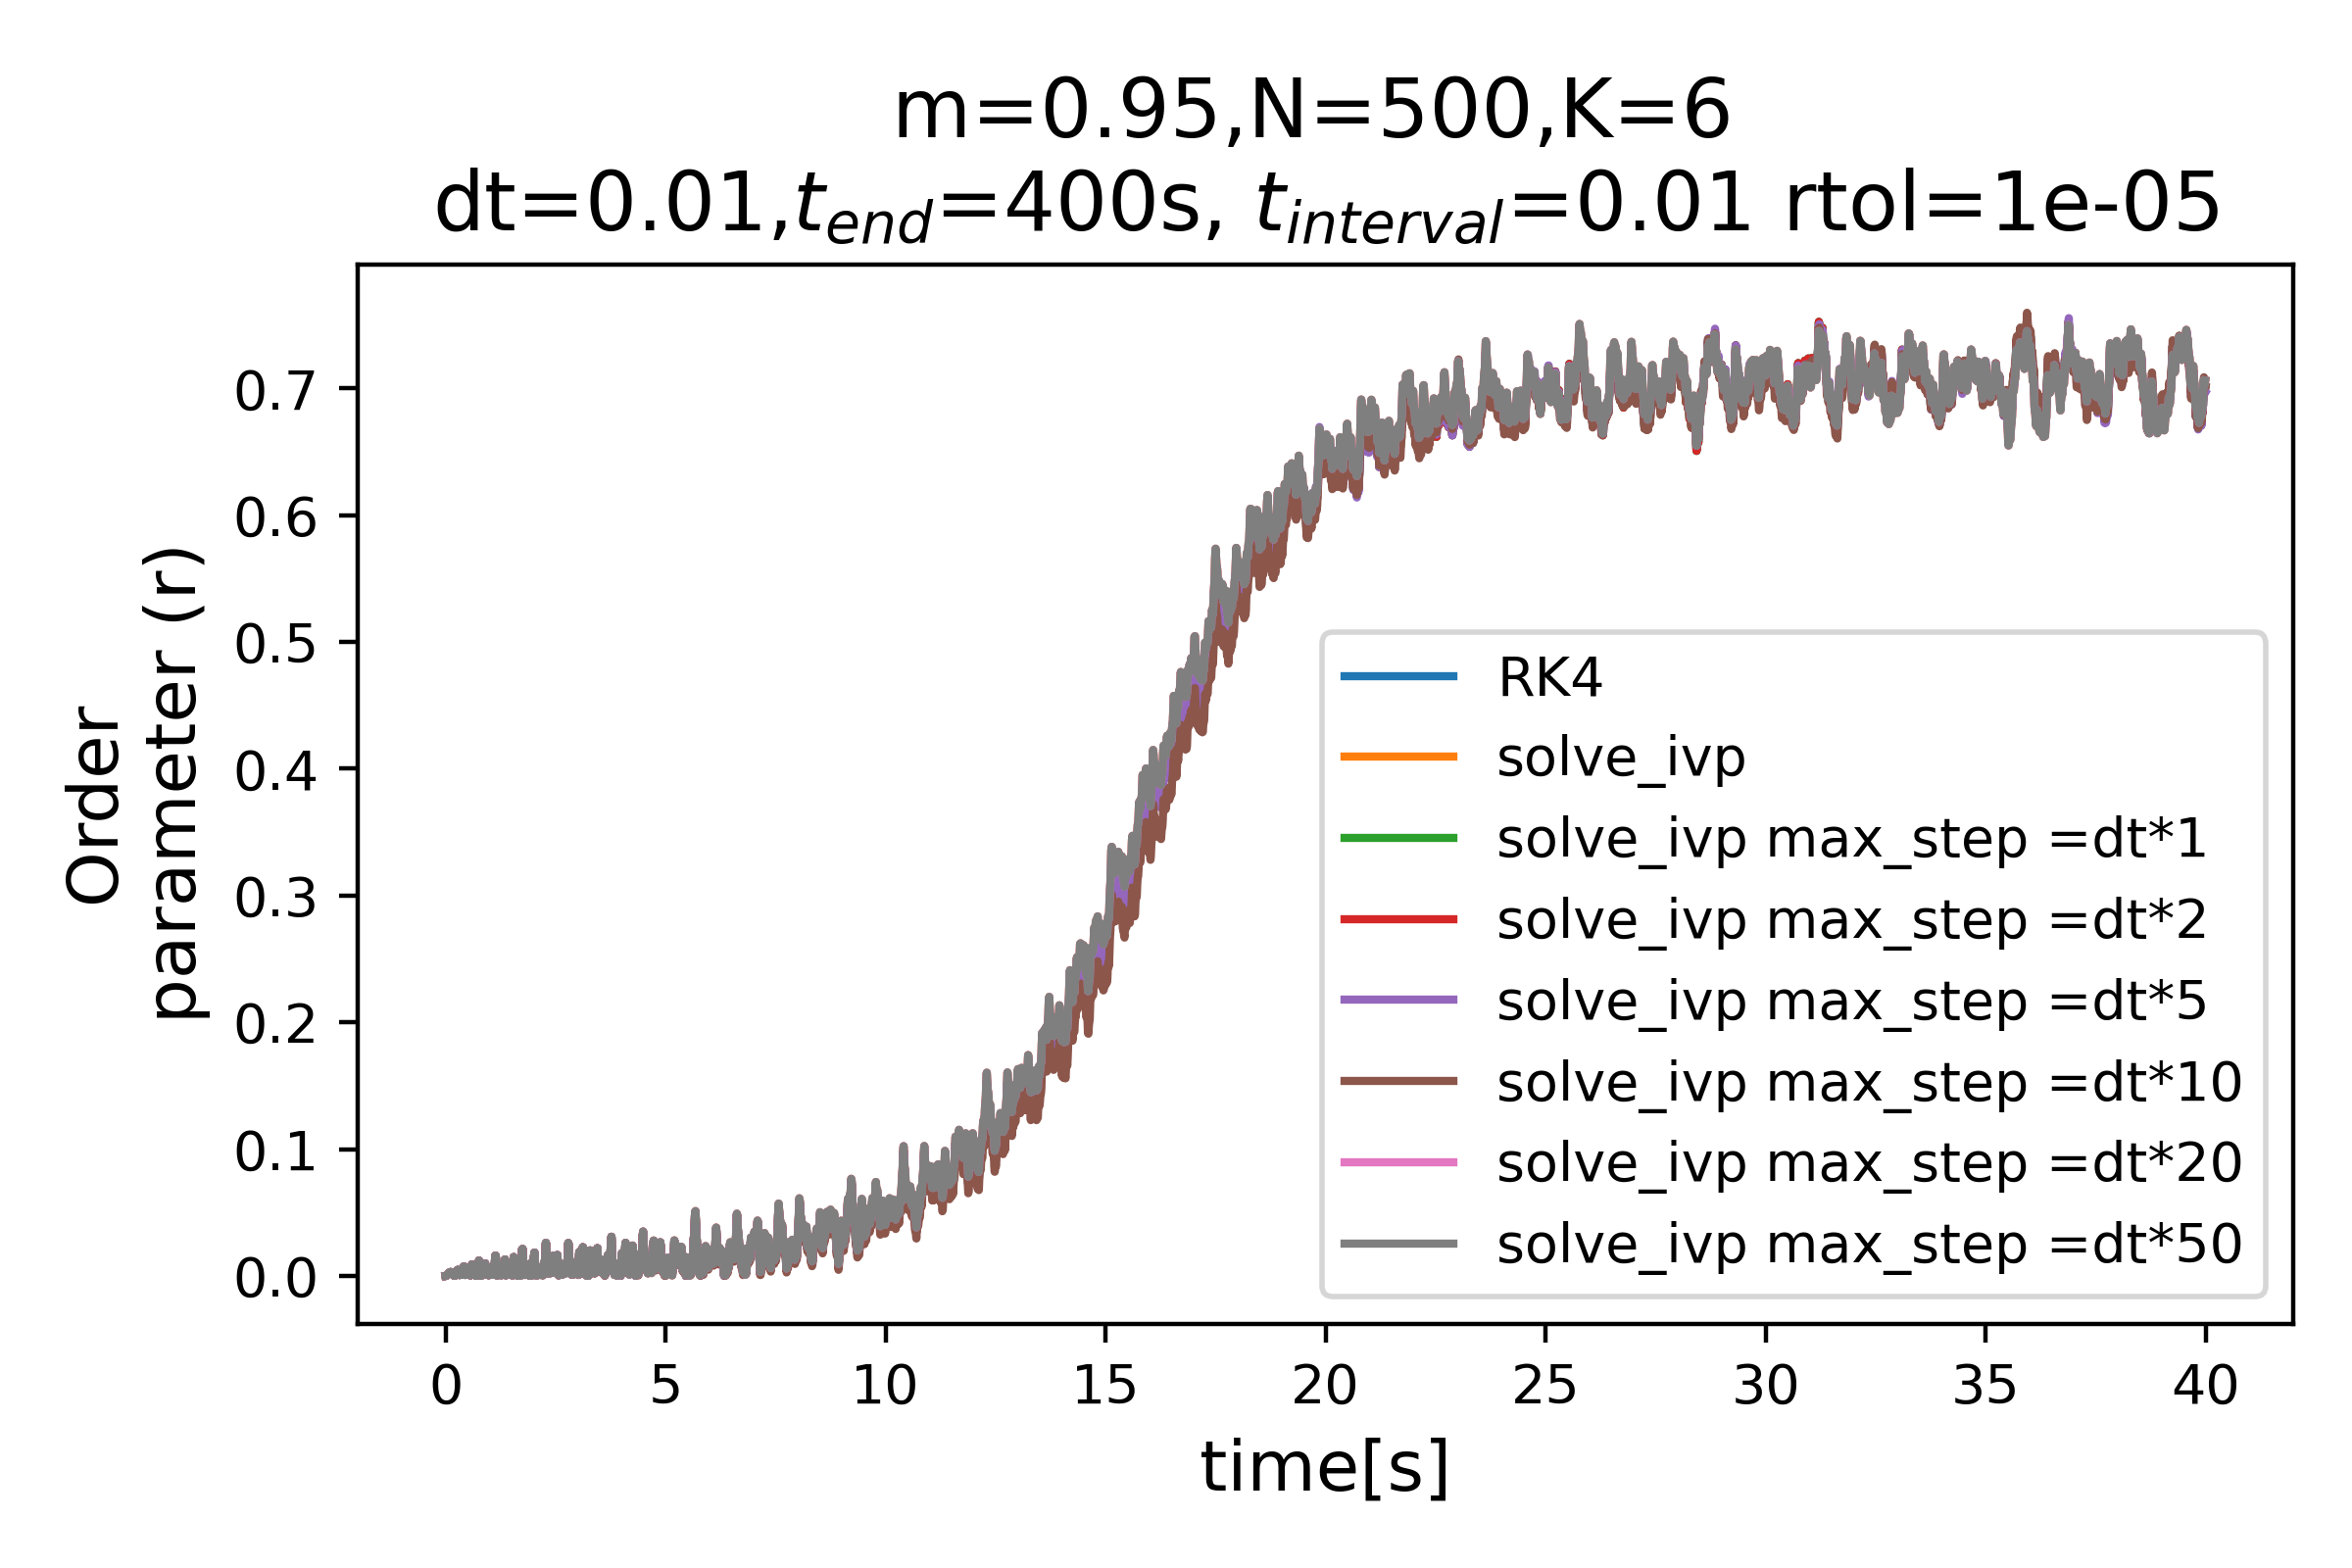 m=0.95,N=500,K=6
dt=0.01,t_end=400s, t_interval=0.01 rtol=1e-05
Order
parameter (r)
0.7
0.6
0.5
0.4
0.3
0.2
0.1
0.0
RK4
solve_ivp
solve_ivp max_step =dt*1
solve_ivp max_step =dt*2
solve_ivp max_step =dt*5
solve_ivp max_step =dt*10
solve_ivp max_step =dt*20
solve_ivp max_step =dt*50
0 5 10 15 20 25 30 35 40
time[s]